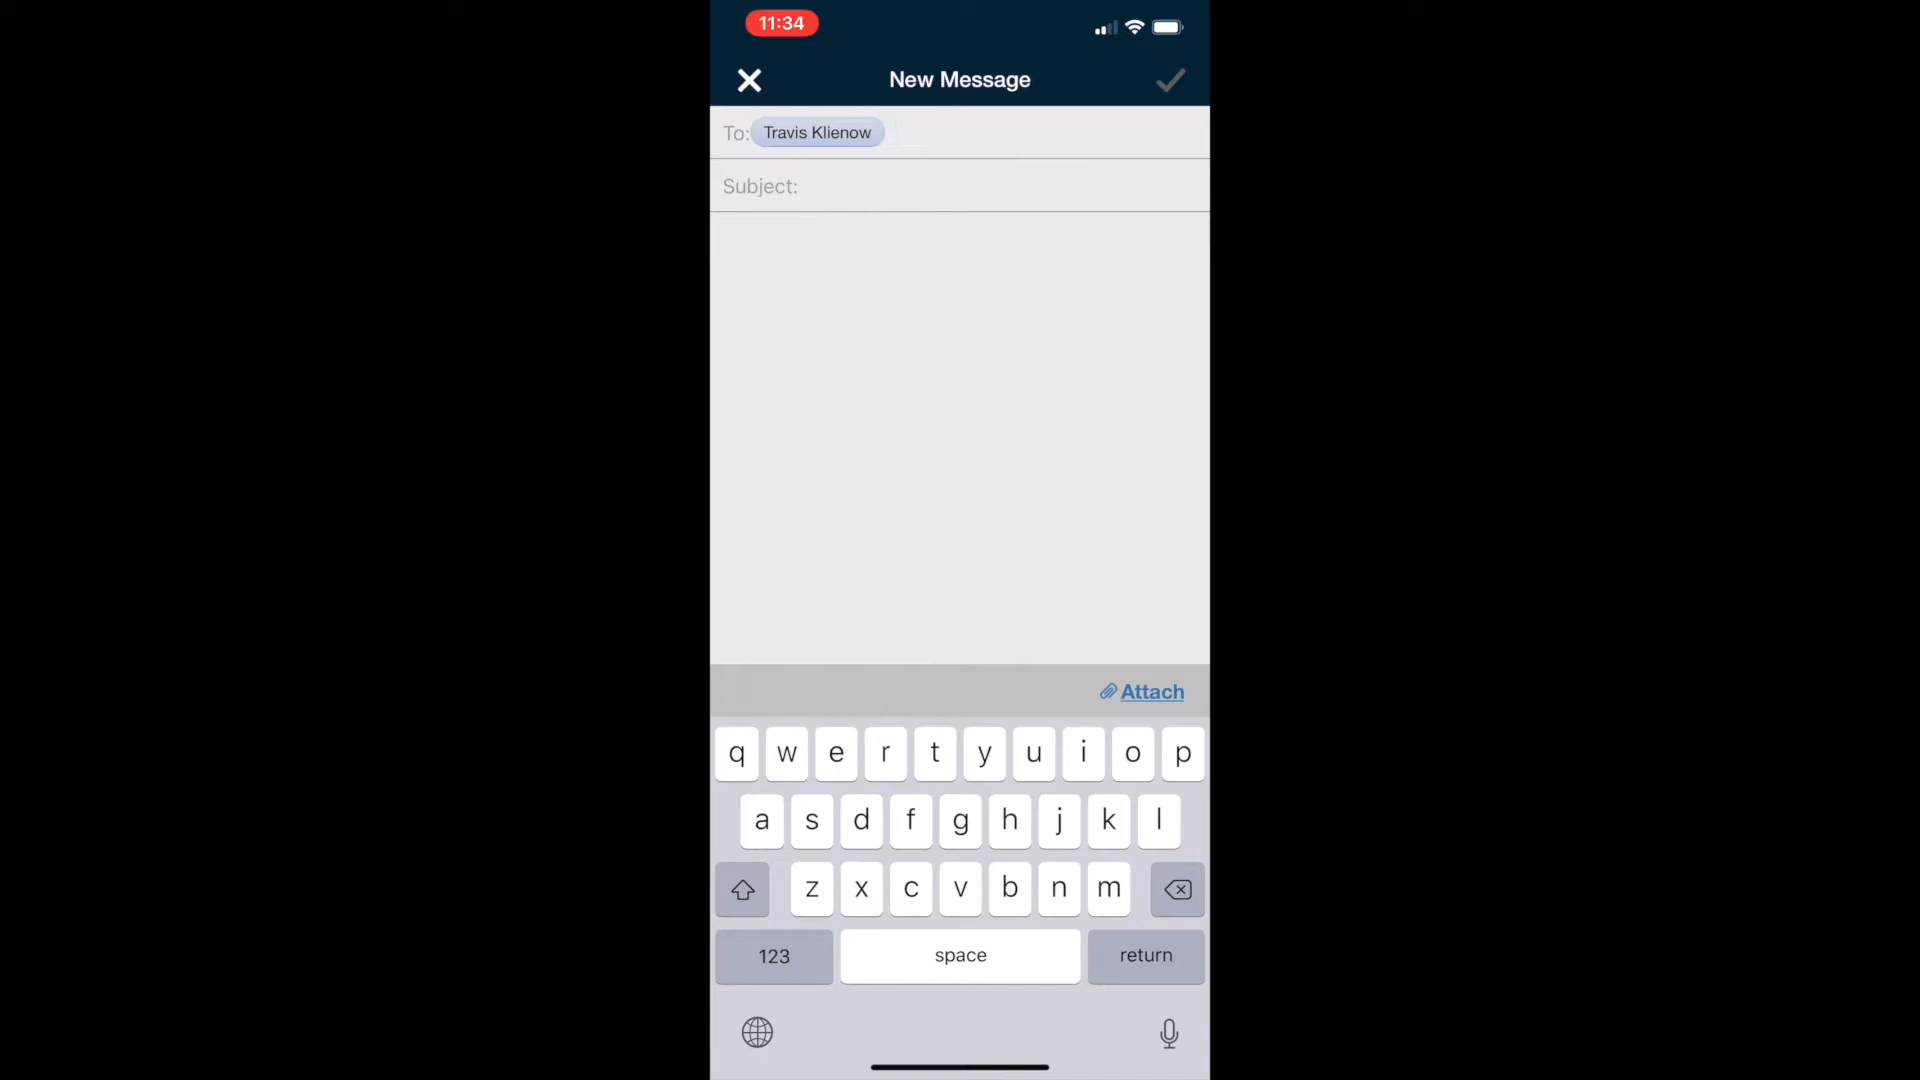 11:34
New Message
To: Travis Klienow
Subject:
Attach
q w e r t y u i o p
a s d f g h j k l
z x c v b n m
123 space return